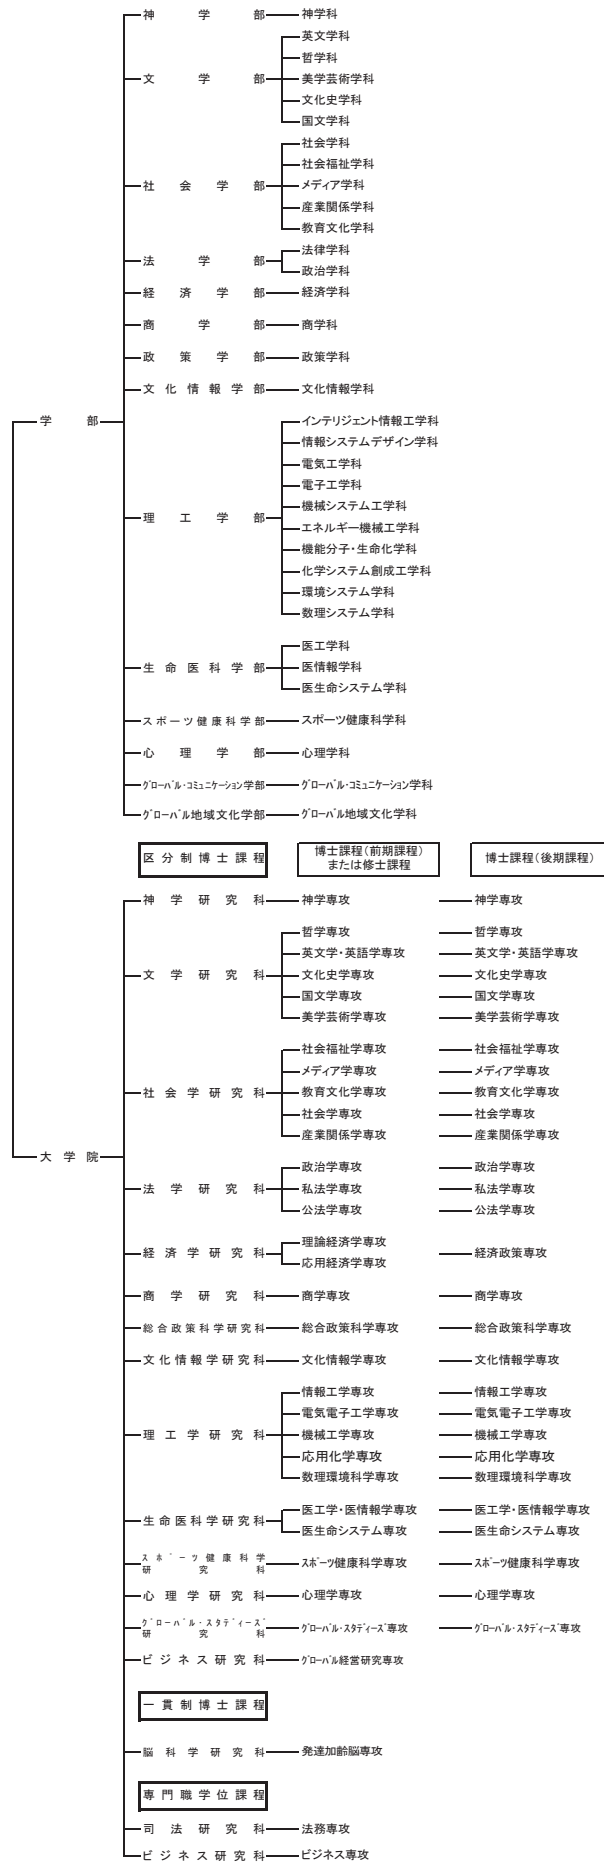 神学部 神学科
英文学科
哲学科
文学部 美学芸術学科
文化史学科
国文学科
社会学科
社会福祉学科
社会学部 メディア学科
産業関係学科
教育文化学科
法律学科
法学部
政治学科
経済学部 経済学科
商学部 商学科
政策学部 政策学科
文化情報学部 文化情報学科
学部 インテリジェント情報工学科
情報システムデザイン学科
電気工学科
電子工学科
機械システム工学科
理工学部
エネルギー機械工学科
機能分子・生命化学科
化学システム創成工学科
環境システム学科
数理システム学科
医工学科
生命医科学部 医情報学科
医生命システム学科
スポーツ健康科学部 スポーツ健康科学科
心理学部 心理学科
グローバル・コミュニケーション学部 グローバル・コミュニケーション学科
グローバル地域文化学部 グローバル地域文化学科
区分制博士課程 博士課程(前期課程) 博士課程(後期課程)
または修士課程
神学研究科 神学専攻 神学専攻
哲学専攻 哲学専攻
英文学・英語学専攻 英文学・英語学専攻
文学研究科 文化史学専攻 文化史学専攻
国文学専攻 国文学専攻
美学芸術学専攻 美学芸術学専攻
社会福祉学専攻 社会福祉学専攻
メディア学専攻 メディア学専攻
社会学研究科 教育文化学専攻 教育文化学専攻
社会学専攻 社会学専攻
産業関係学専攻 産業関係学専攻
大学院
政治学専攻 政治学専攻
法学研究科 私法学専攻 私法学専攻
公法学専攻 公法学専攻
理論経済学専攻
経済学研究科 経済政策専攻
応用経済学専攻
商学研究科 商学専攻 商学専攻
総合政策科学研究科 総合政策科学専攻 総合政策科学専攻
文化情報学研究科 文化情報学専攻 文化情報学専攻
情報工学専攻 情報工学専攻
電気電子工学専攻 電気電子工学専攻
理工学研究科 機械工学専攻 機械工学専攻
応用化学専攻 応用化学専攻
数理環境科学専攻 数理環境科学専攻
医工学・医情報学専攻 医工学・医情報学専攻
生命医科学研究科
医生命システム専攻 医生命システム専攻
スポーツ健康科学
研究科 スポーツ健康科学専攻 スポーツ健康科学専攻
心理学研究科 心理学専攻 心理学専攻
グローバル・スタディーズ
研究科 グローバル・スタディーズ専攻 グローバル・スタディーズ専攻
ビジネス研究科 グローバル経営研究専攻
一貫制博士課程
脳科学研究科 発達加齢脳専攻
専門職学位課程
司法研究科 法務専攻
ビジネス研究科 ビジネス専攻